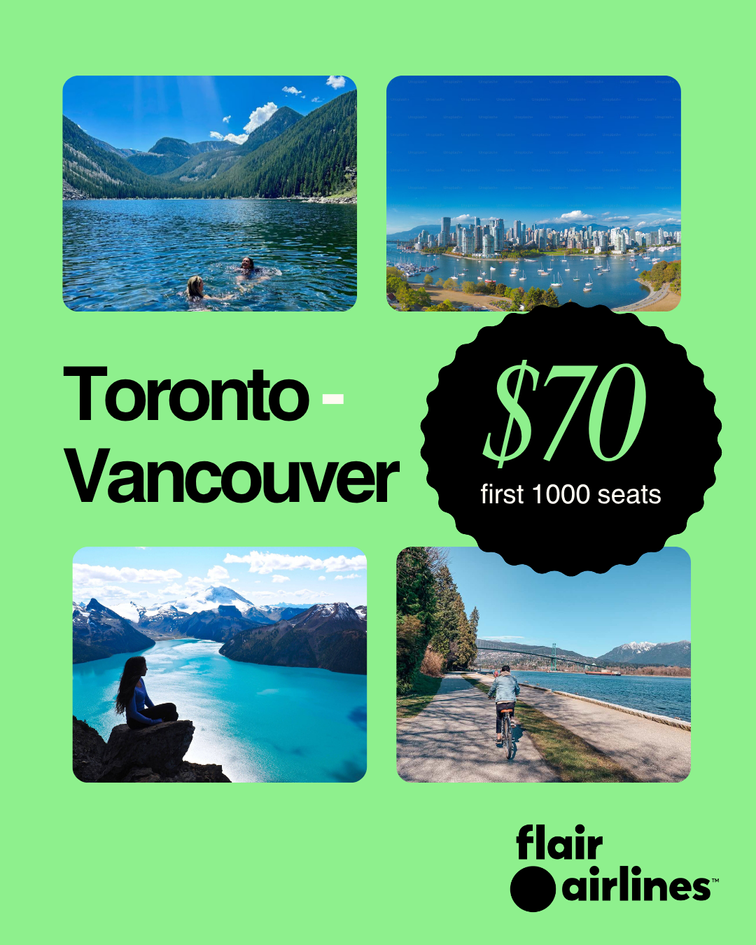 Toronto -
Vancouver
$70
first 1000 seats
flair
airlines™